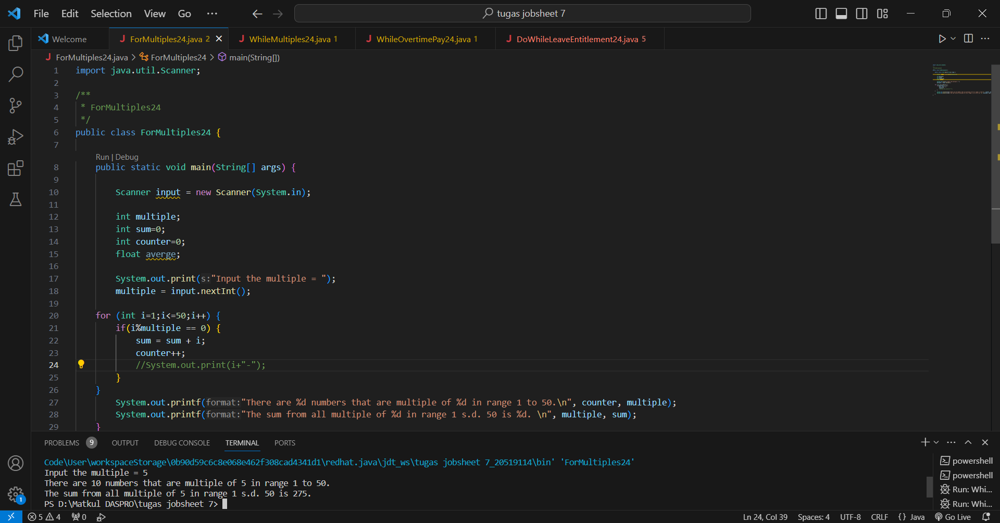 File Edit Selection View Go ··· tugas jobsheet 7
Welcome ForMultiples24.java 2 WhileMultiples24.java 1 WhileOvertimePay24.java 1 DoWhileLeaveEntitlement24.java 5
ForMultiples24.java > ForMultiples24 > main(String[])
1 import java.util.Scanner;
2
3 /**
4 * ForMultiples24
5 */
6 public class ForMultiples24 {
7
Run | Debug
8 public static void main(String[] args) {
9
10 Scanner input = new Scanner(System.in);
11
12 int multiple;
13 int sum=0;
14 int counter=0;
15 float averge;
16
17 System.out.print(s:"Input the multiple = ");
18 multiple = input.nextInt();
19
20 for (int i=1;i<=50;i++) {
21 if(i%multiple == 0) {
22 sum = sum + i;
23 counter++;
24 //System.out.print(i+"-");
25 }
26 }
27 System.out.printf(format:"There are %d numbers that are multiple of %d in range 1 to 50.\n", counter, multiple);
28 System.out.printf(format:"The sum from all multiple of %d in range 1 s.d. 50 is %d. \n", multiple, sum);
29 }
PROBLEMS 9 OUTPUT DEBUG CONSOLE TERMINAL PORTS
Code\User\workspaceStorage\0b90d59c6c8e068e462f308cad4341d1\redhat.java\jdt_ws\tugas jobsheet 7_20519114\bin' 'ForMultiples24'
Input the multiple = 5
There are 10 numbers that are multiple of 5 in range 1 to 50.
The sum from all multiple of 5 in range 1 s.d. 50 is 275.
PS D:\Matkul DASPRO\tugas jobsheet 7>
powershell
powershell
Run: Whi...
Run: Whi...
1
5 4 0 Ln 24, Col 39 Spaces: 4 UTF-8 CRLF {} Java Go Live